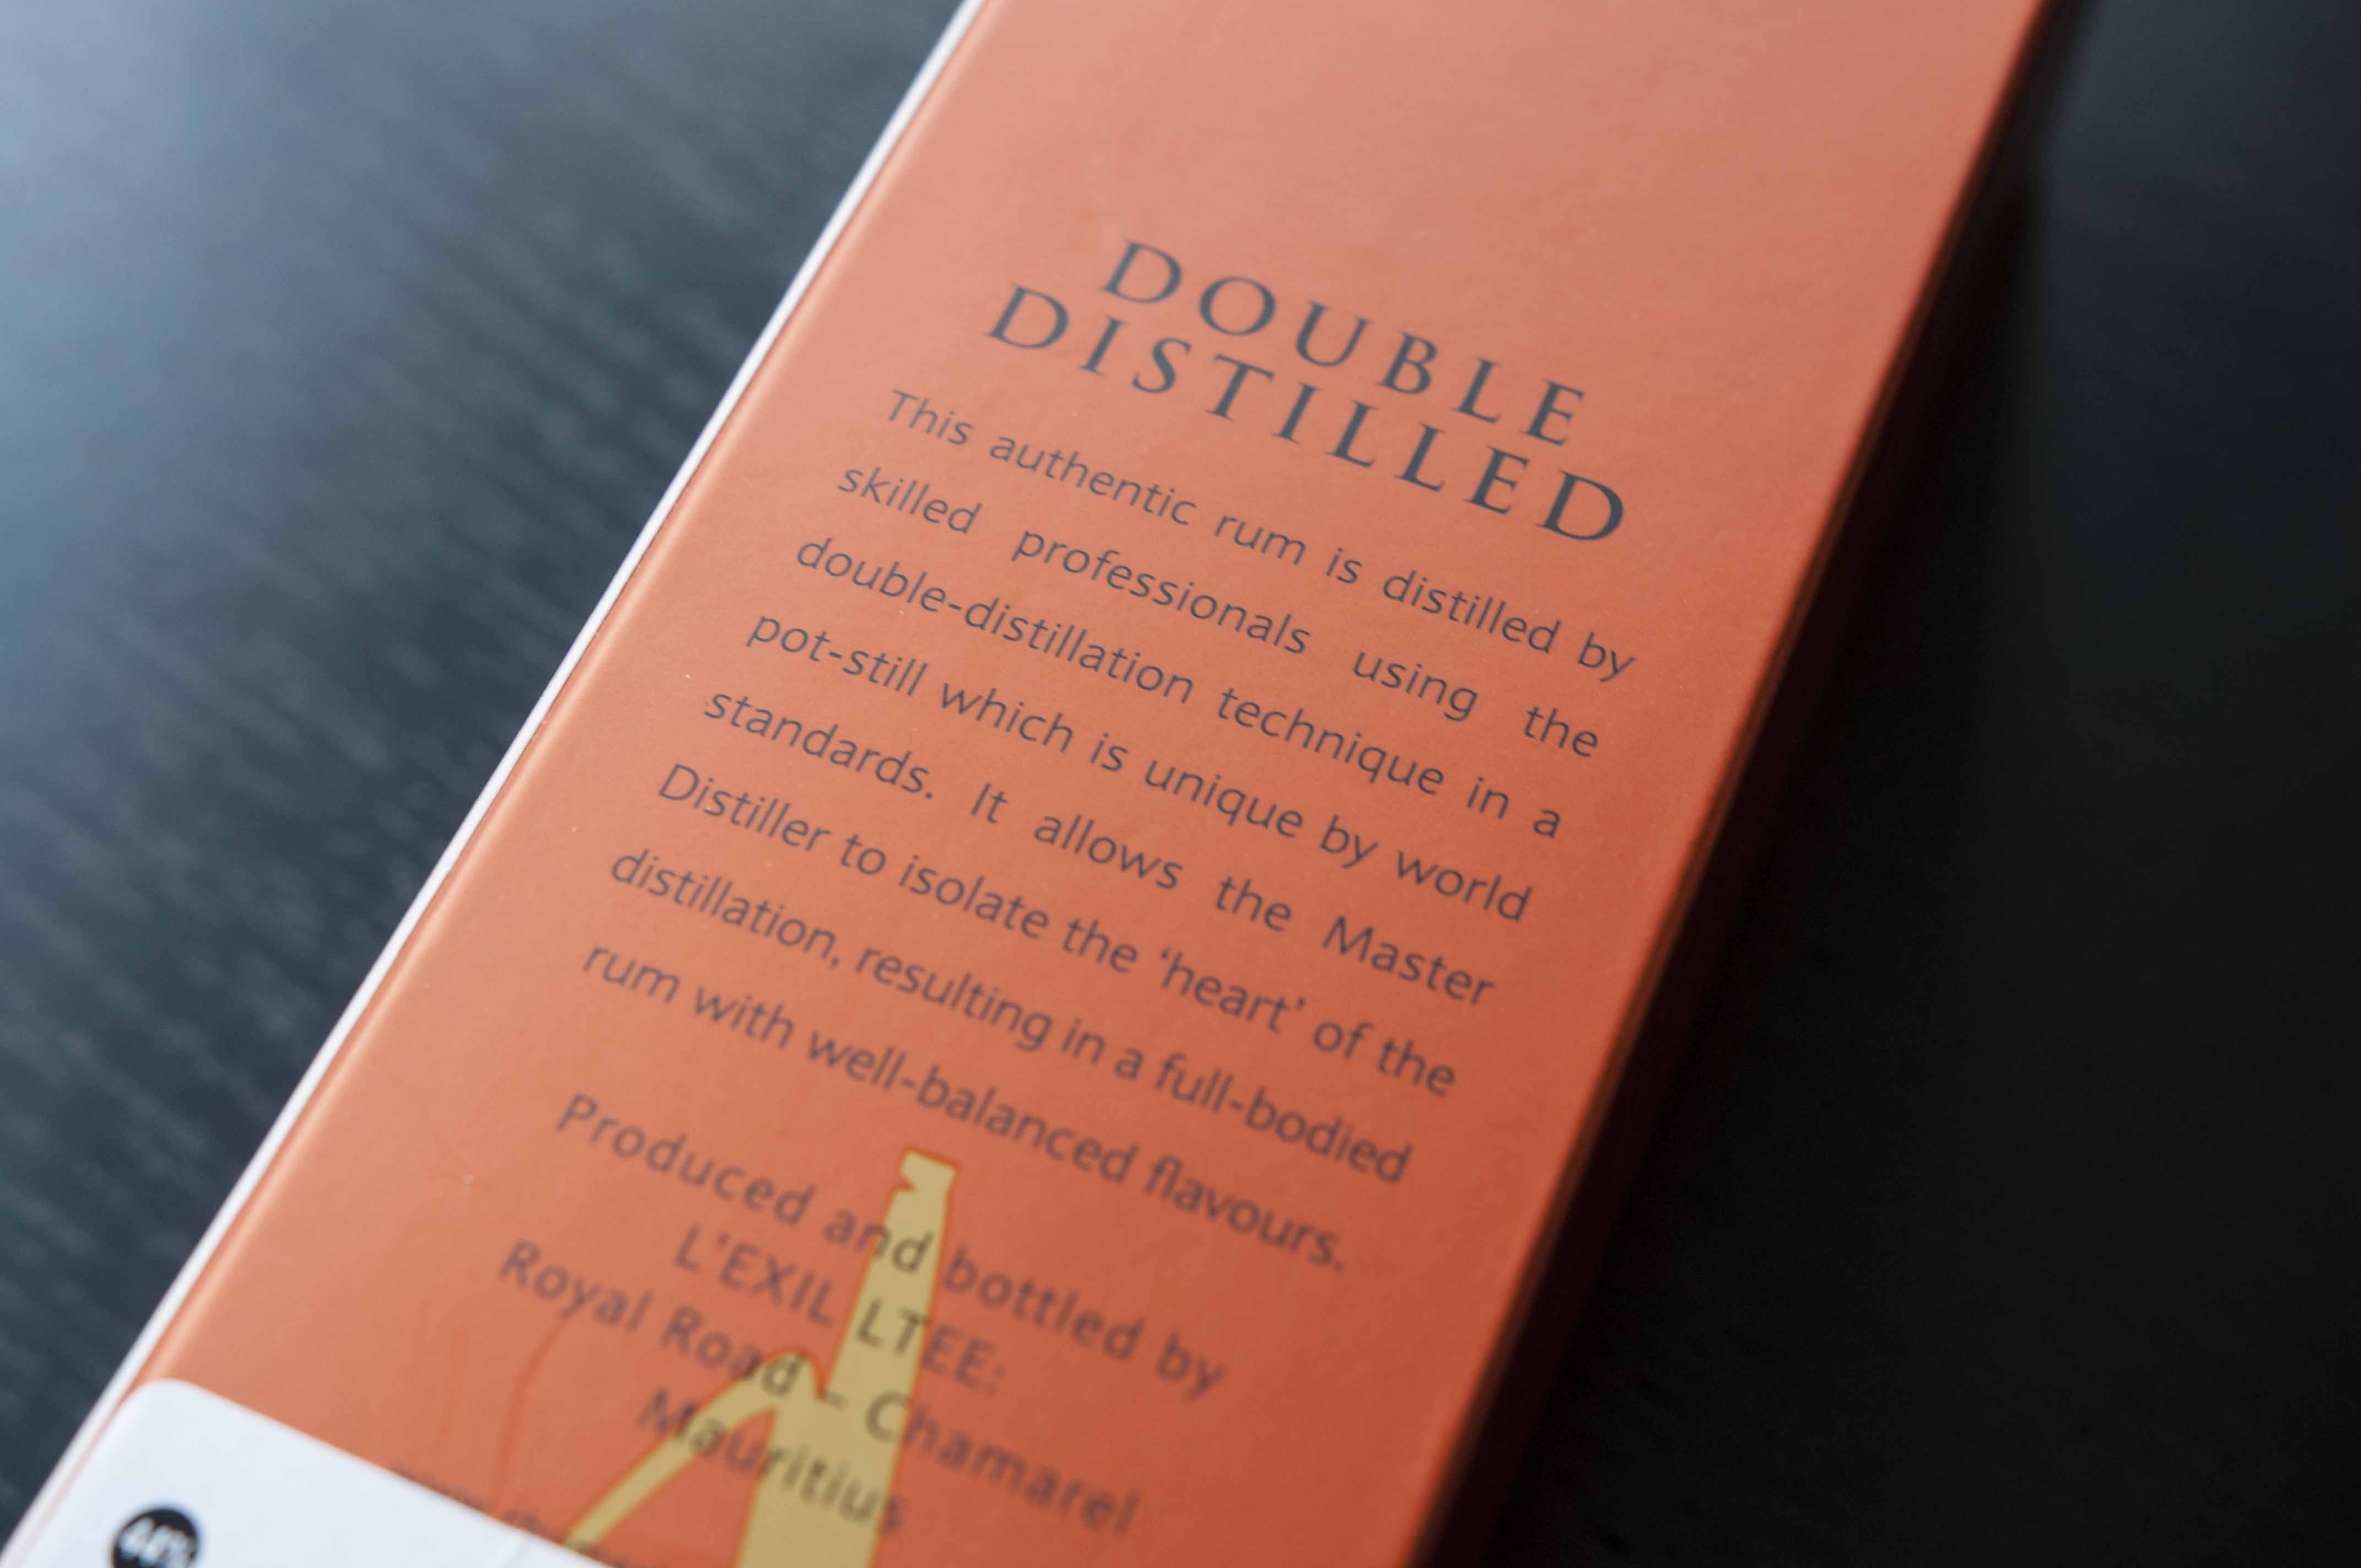 DOUBLE
DISTILLED
This authentic rum is distilled by
skilled professionals using the
double-distillation technique in a
pot-still which is unique by world
standards. It allows the Master
Distiller to isolate the ‘heart’ of the
distillation, resulting in a full-bodied
rum with well-balanced flavours.
Produced and bottled by
L'EXIL LTEE:
Royal Road – Chamarel
Mauritius